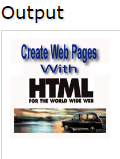 Output
Create Web Pages
With
HTML
FOR THE WORLD WIDE WEB